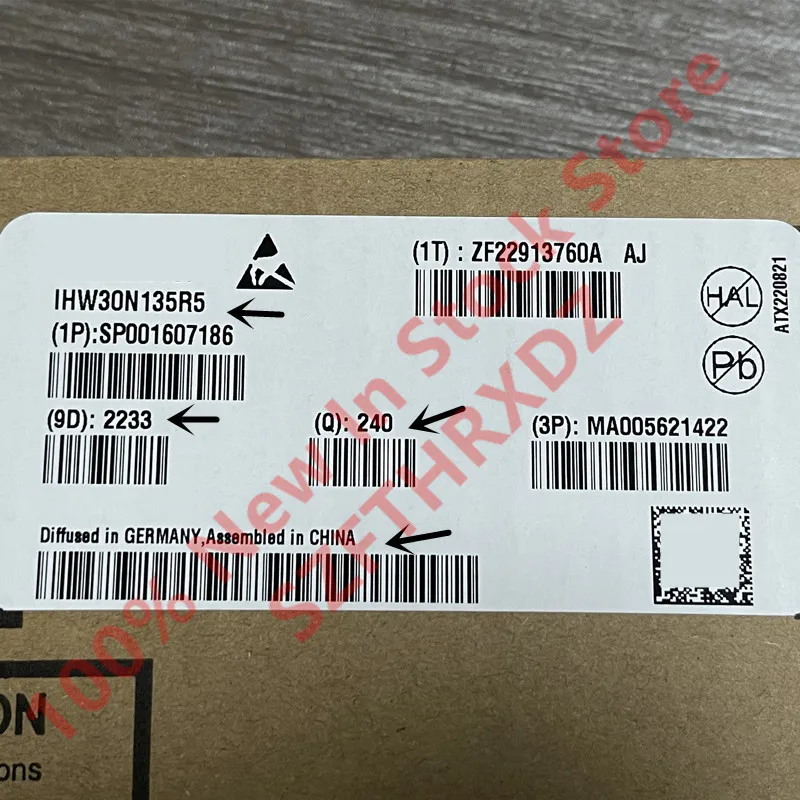 (1T) : ZF22913760A AJ
IHW30N135R5
(1P):SP001607186
HAL
ATX220821
Pb
(9D): 2233
(Q): 240
(3P): MA005621422
Diffused in GERMANY,Assembled in CHINA
100% New In Stock Store
SZFTHRXDZ
ON
ons